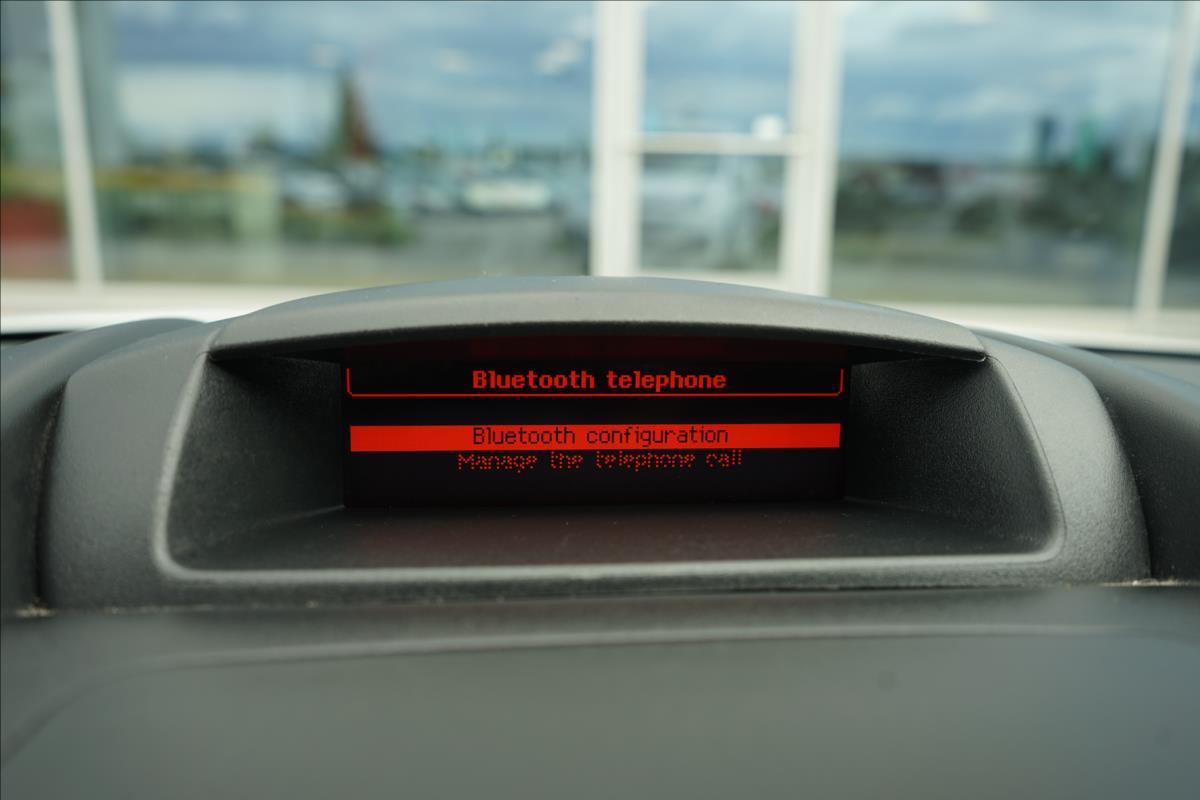 Bluetooth telephone
Bluetooth configuration
Manage the telephone call